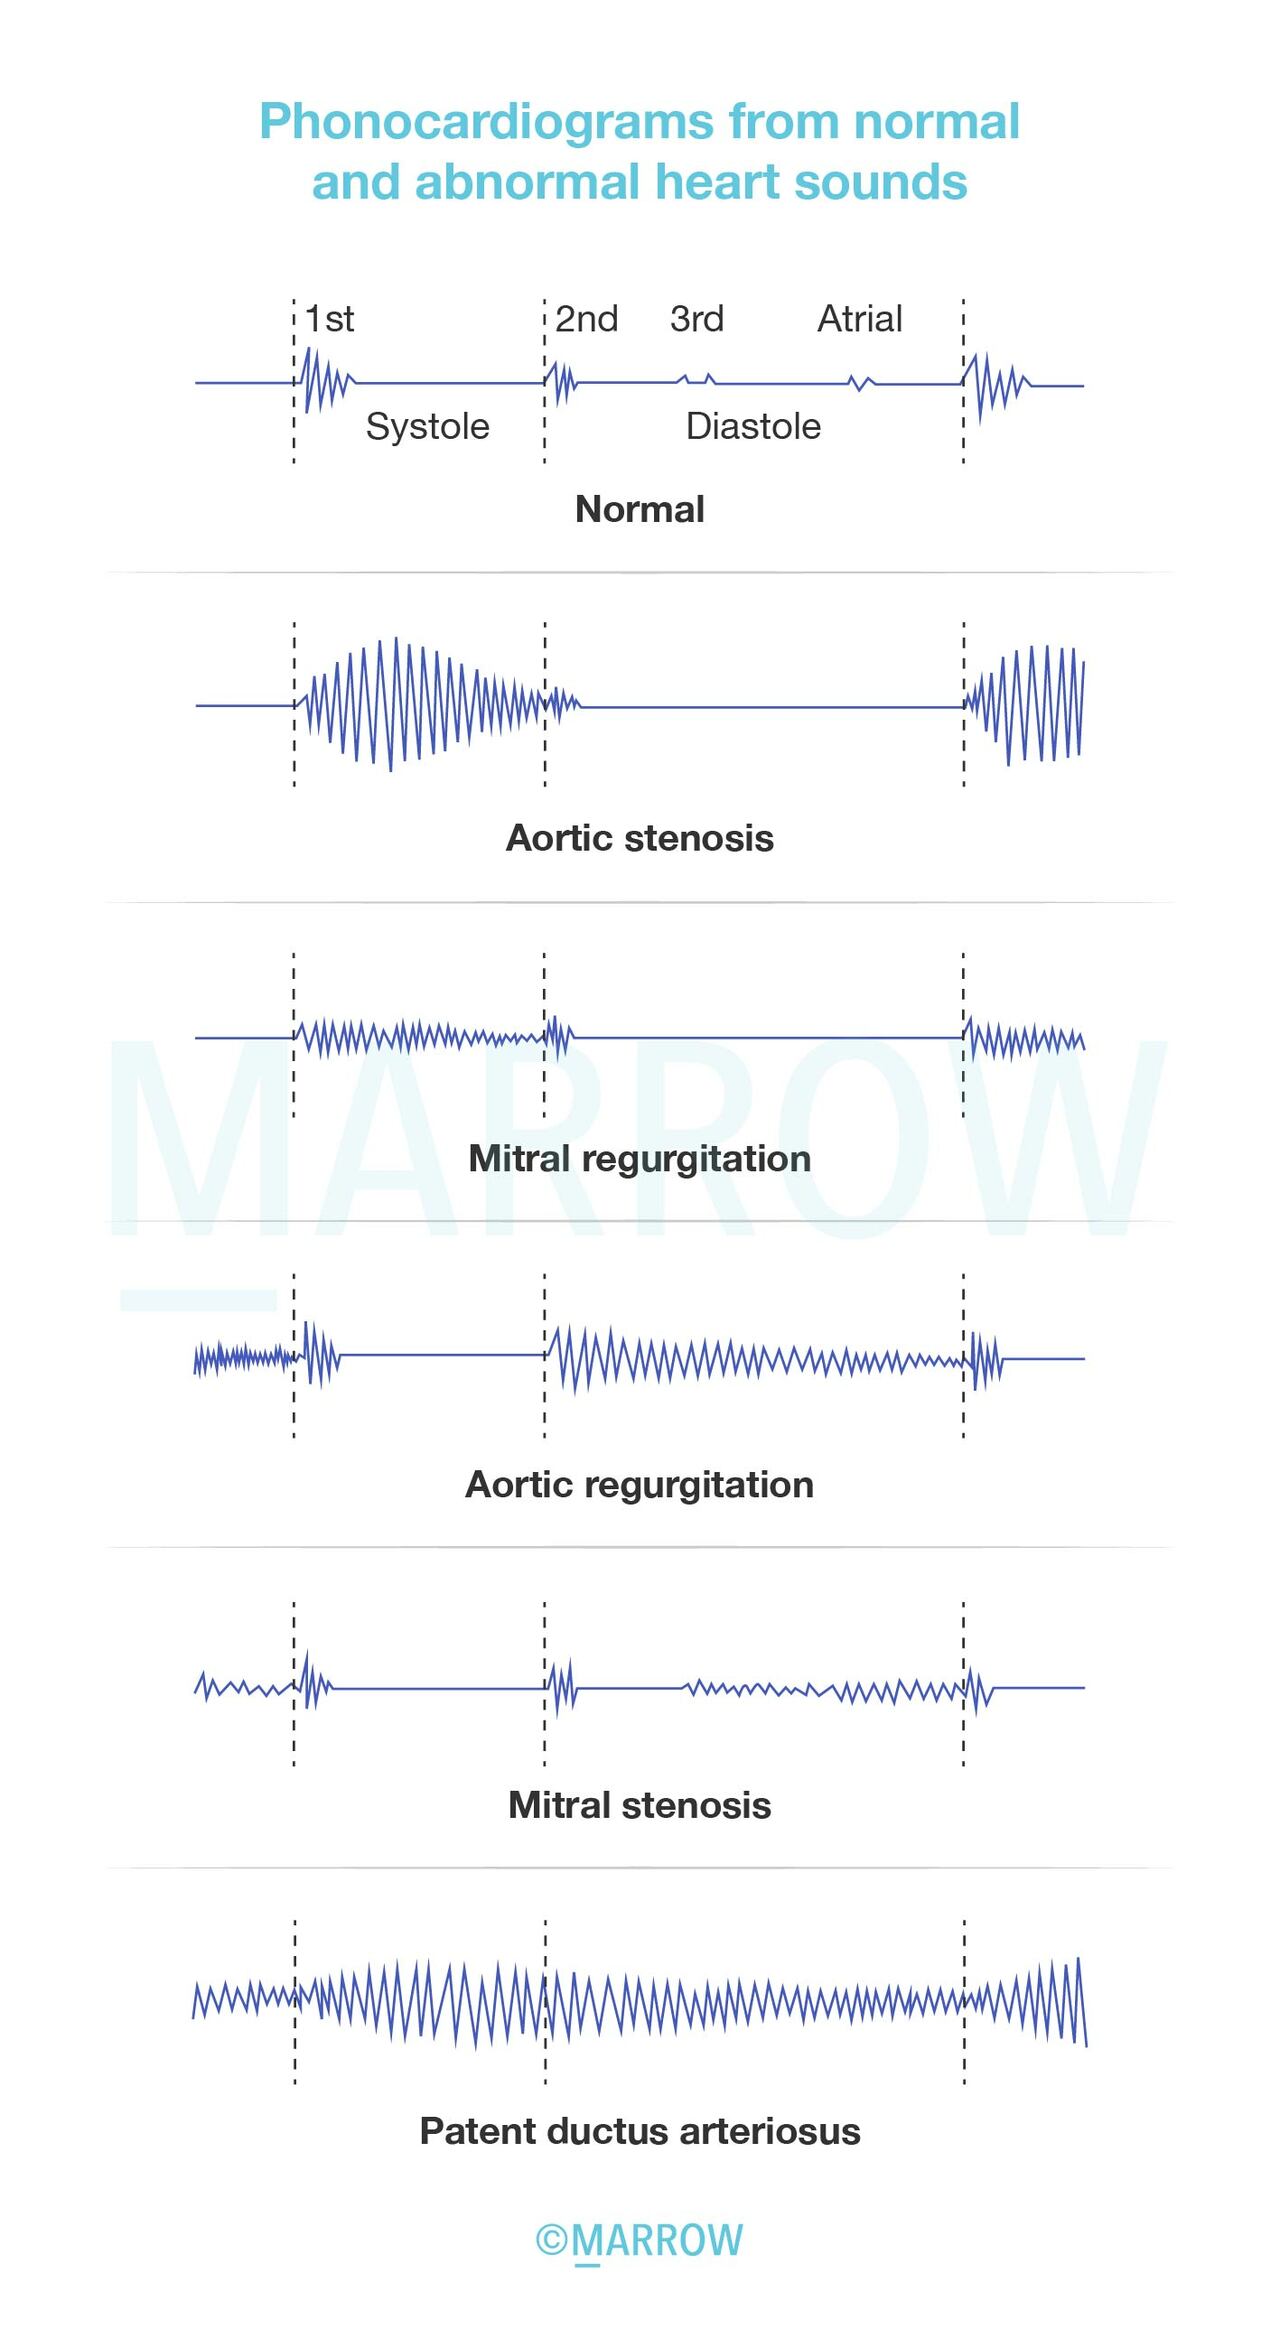 Phonocardiograms from normal
and abnormal heart sounds
1st 2nd 3rd Atrial
Systole Diastole
Normal
Aortic stenosis
MARROW
Mitral regurgitation
Aortic regurgitation
Mitral stenosis
Patent ductus arteriosus
©MARROW